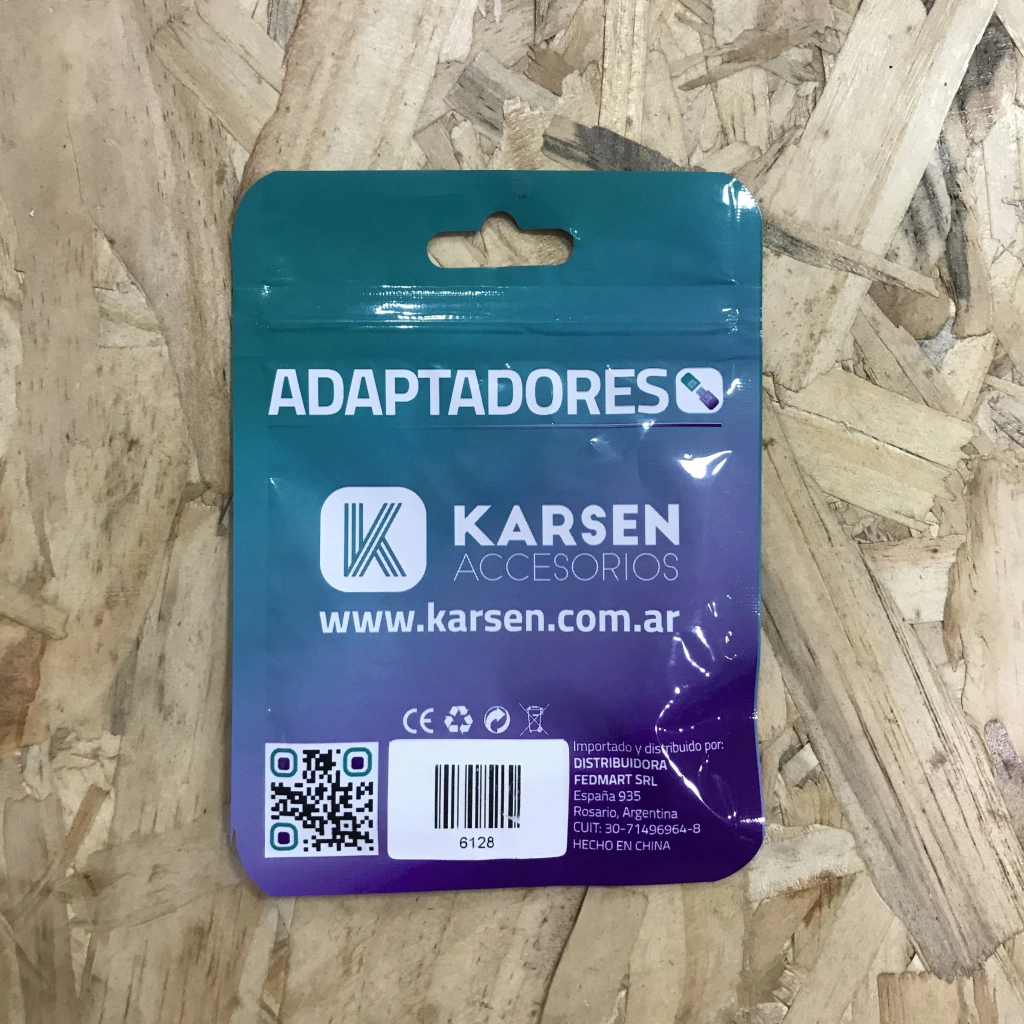 ADAPTADORES
K
KARSEN
ACCESORIOS
www.karsen.com.ar
CE
Importado y distribuido por:
DISTRIBUIDORA
FEDMART SRL
España 935
Rosario, Argentina
CUIT: 30-71496964-8
HECHO EN CHINA
6128